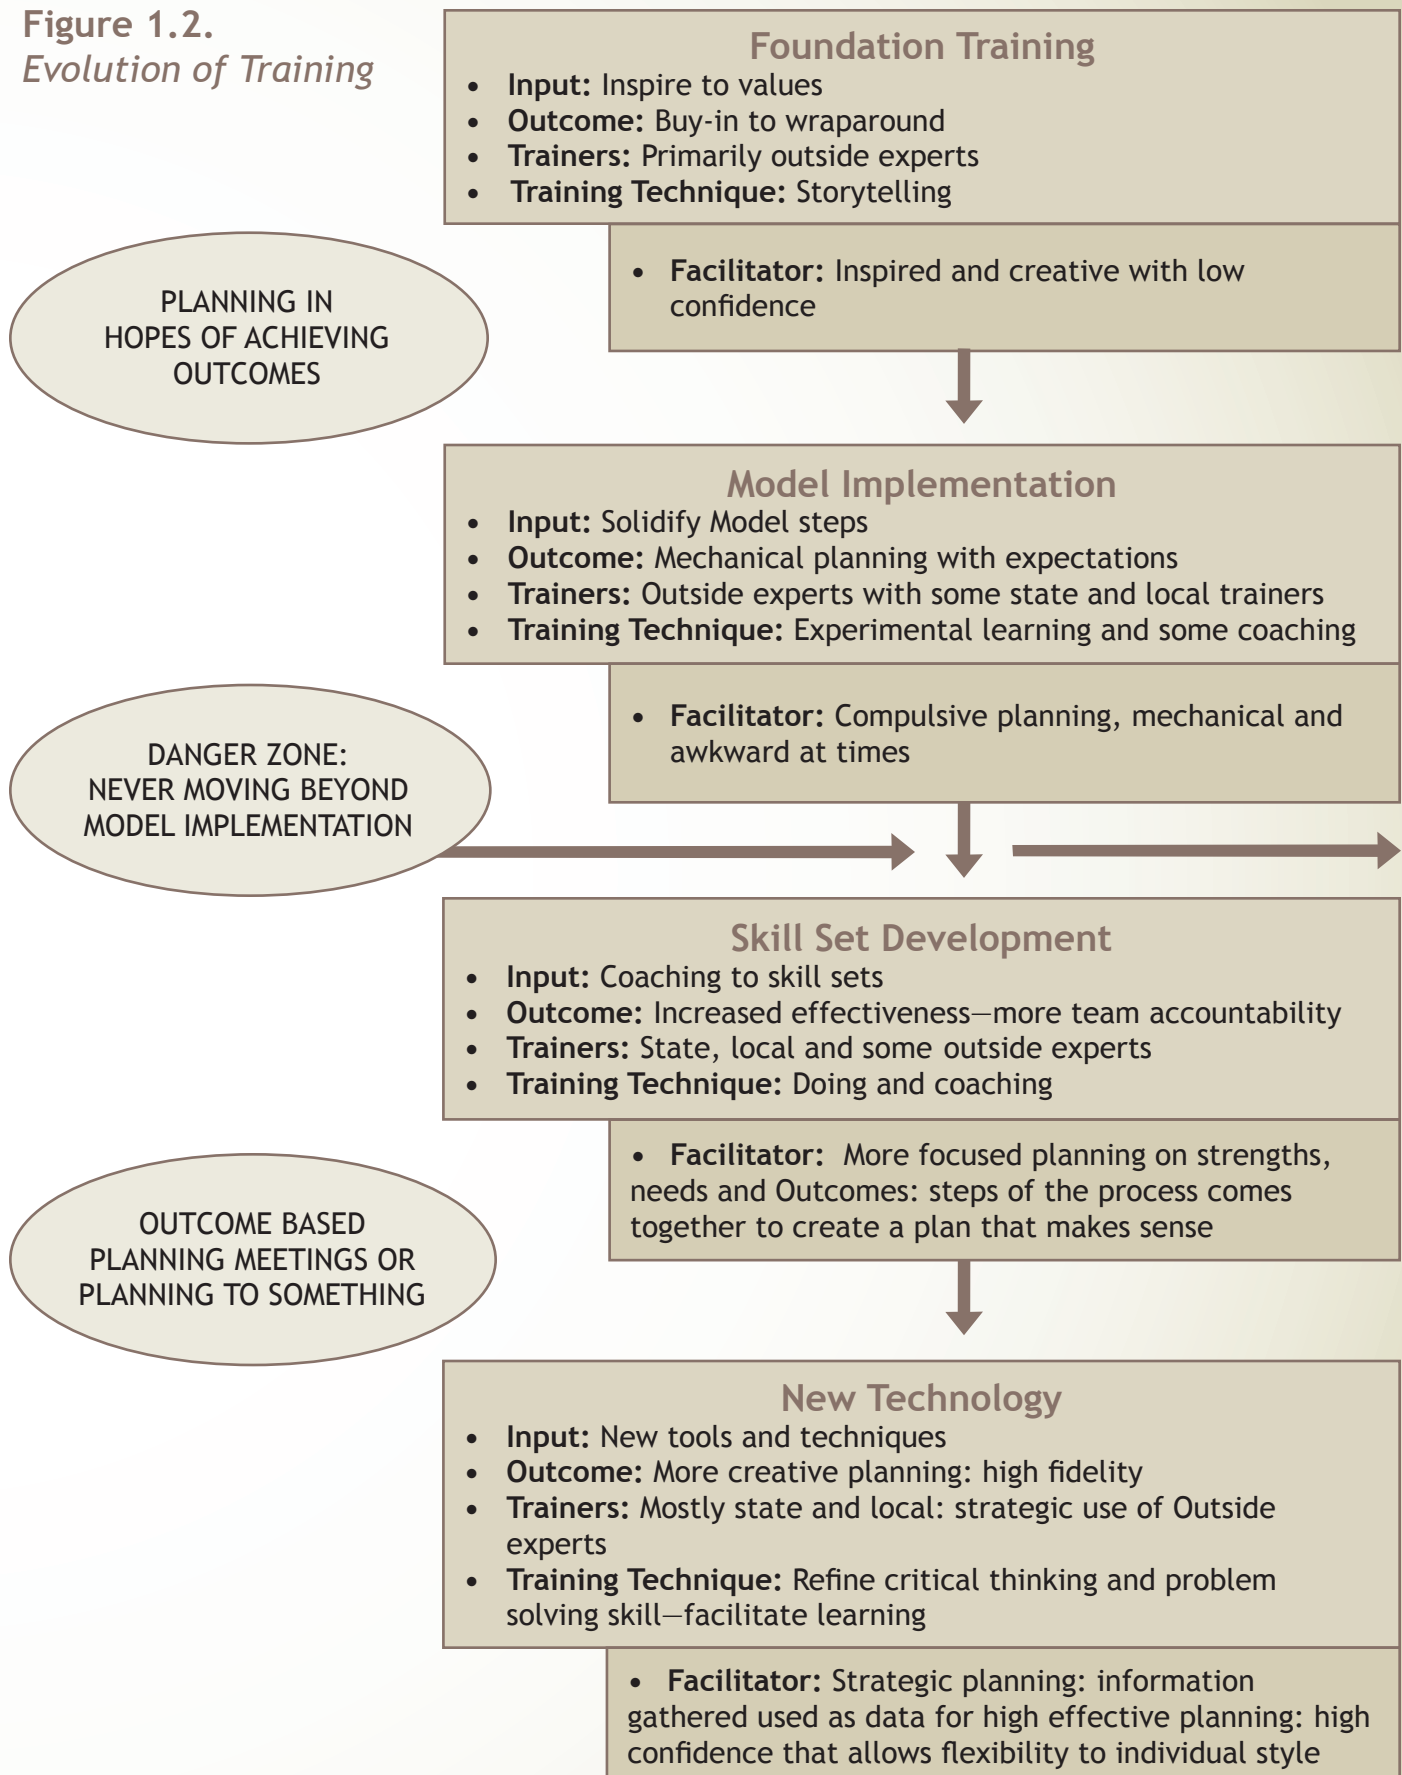 Figure 1.2.
Evolution of Training
Foundation Training
• Input: Inspire to values
• Outcome: Buy-in to wraparound
• Trainers: Primarily outside experts
• Training Technique: Storytelling
• Facilitator: Inspired and creative with low
confidence
PLANNING IN
HOPES OF ACHIEVING
OUTCOMES
Model Implementation
• Input: Solidify Model steps
• Outcome: Mechanical planning with expectations
• Trainers: Outside experts with some state and local trainers
• Training Technique: Experimental learning and some coaching
• Facilitator: Compulsive planning, mechanical and
awkward at times
DANGER ZONE:
NEVER MOVING BEYOND
MODEL IMPLEMENTATION
Skill Set Development
• Input: Coaching to skill sets
• Outcome: Increased effectiveness—more team accountability
• Trainers: State, local and some outside experts
• Training Technique: Doing and coaching
• Facilitator: More focused planning on strengths,
needs and Outcomes: steps of the process comes
together to create a plan that makes sense
OUTCOME BASED
PLANNING MEETINGS OR
PLANNING TO SOMETHING
New Technology
• Input: New tools and techniques
• Outcome: More creative planning: high fidelity
• Trainers: Mostly state and local: strategic use of Outside
experts
• Training Technique: Refine critical thinking and problem
solving skill—facilitate learning
• Facilitator: Strategic planning: information
gathered used as data for high effective planning: high
confidence that allows flexibility to individual style